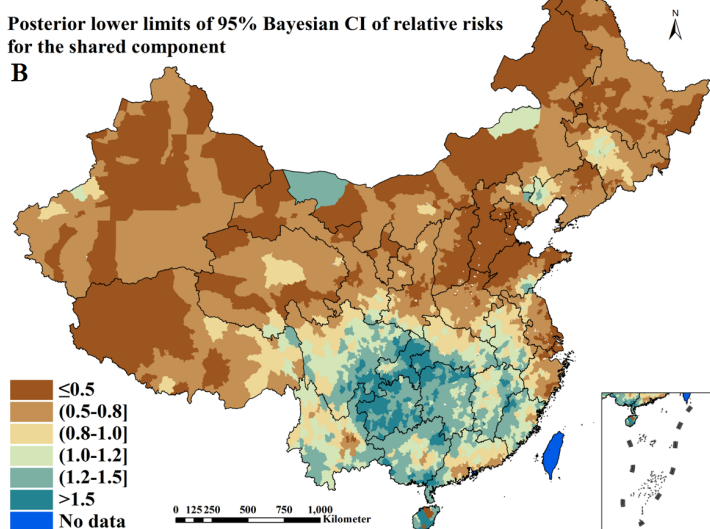 Posterior lower limits of 95% Bayesian CI of relative risks
for the shared component
B
N
≤0.5
(0.5-0.8]
(0.8-1.0]
(1.0-1.2]
(1.2-1.5]
>1.5
No data
0 125 250 500 750 1,000
Kilometer